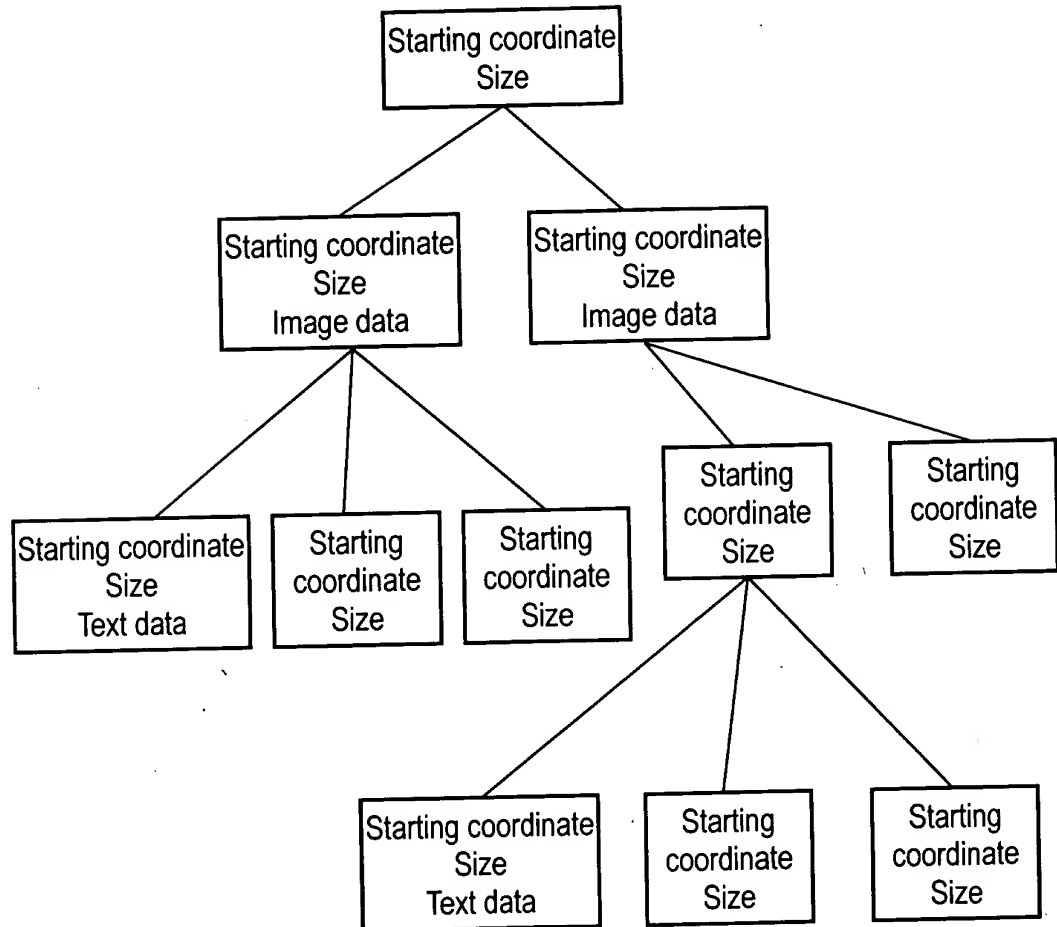 Starting coordinate
Size
Starting coordinate
Size
Image data
Starting coordinate
Size
Image data
Starting coordinate
Size
Text data
Starting
coordinate
Size
Starting
coordinate
Size
Starting
coordinate
Size
Starting
coordinate
Size
Starting coordinate
Size
Text data
Starting
coordinate
Size
Starting
coordinate
Size